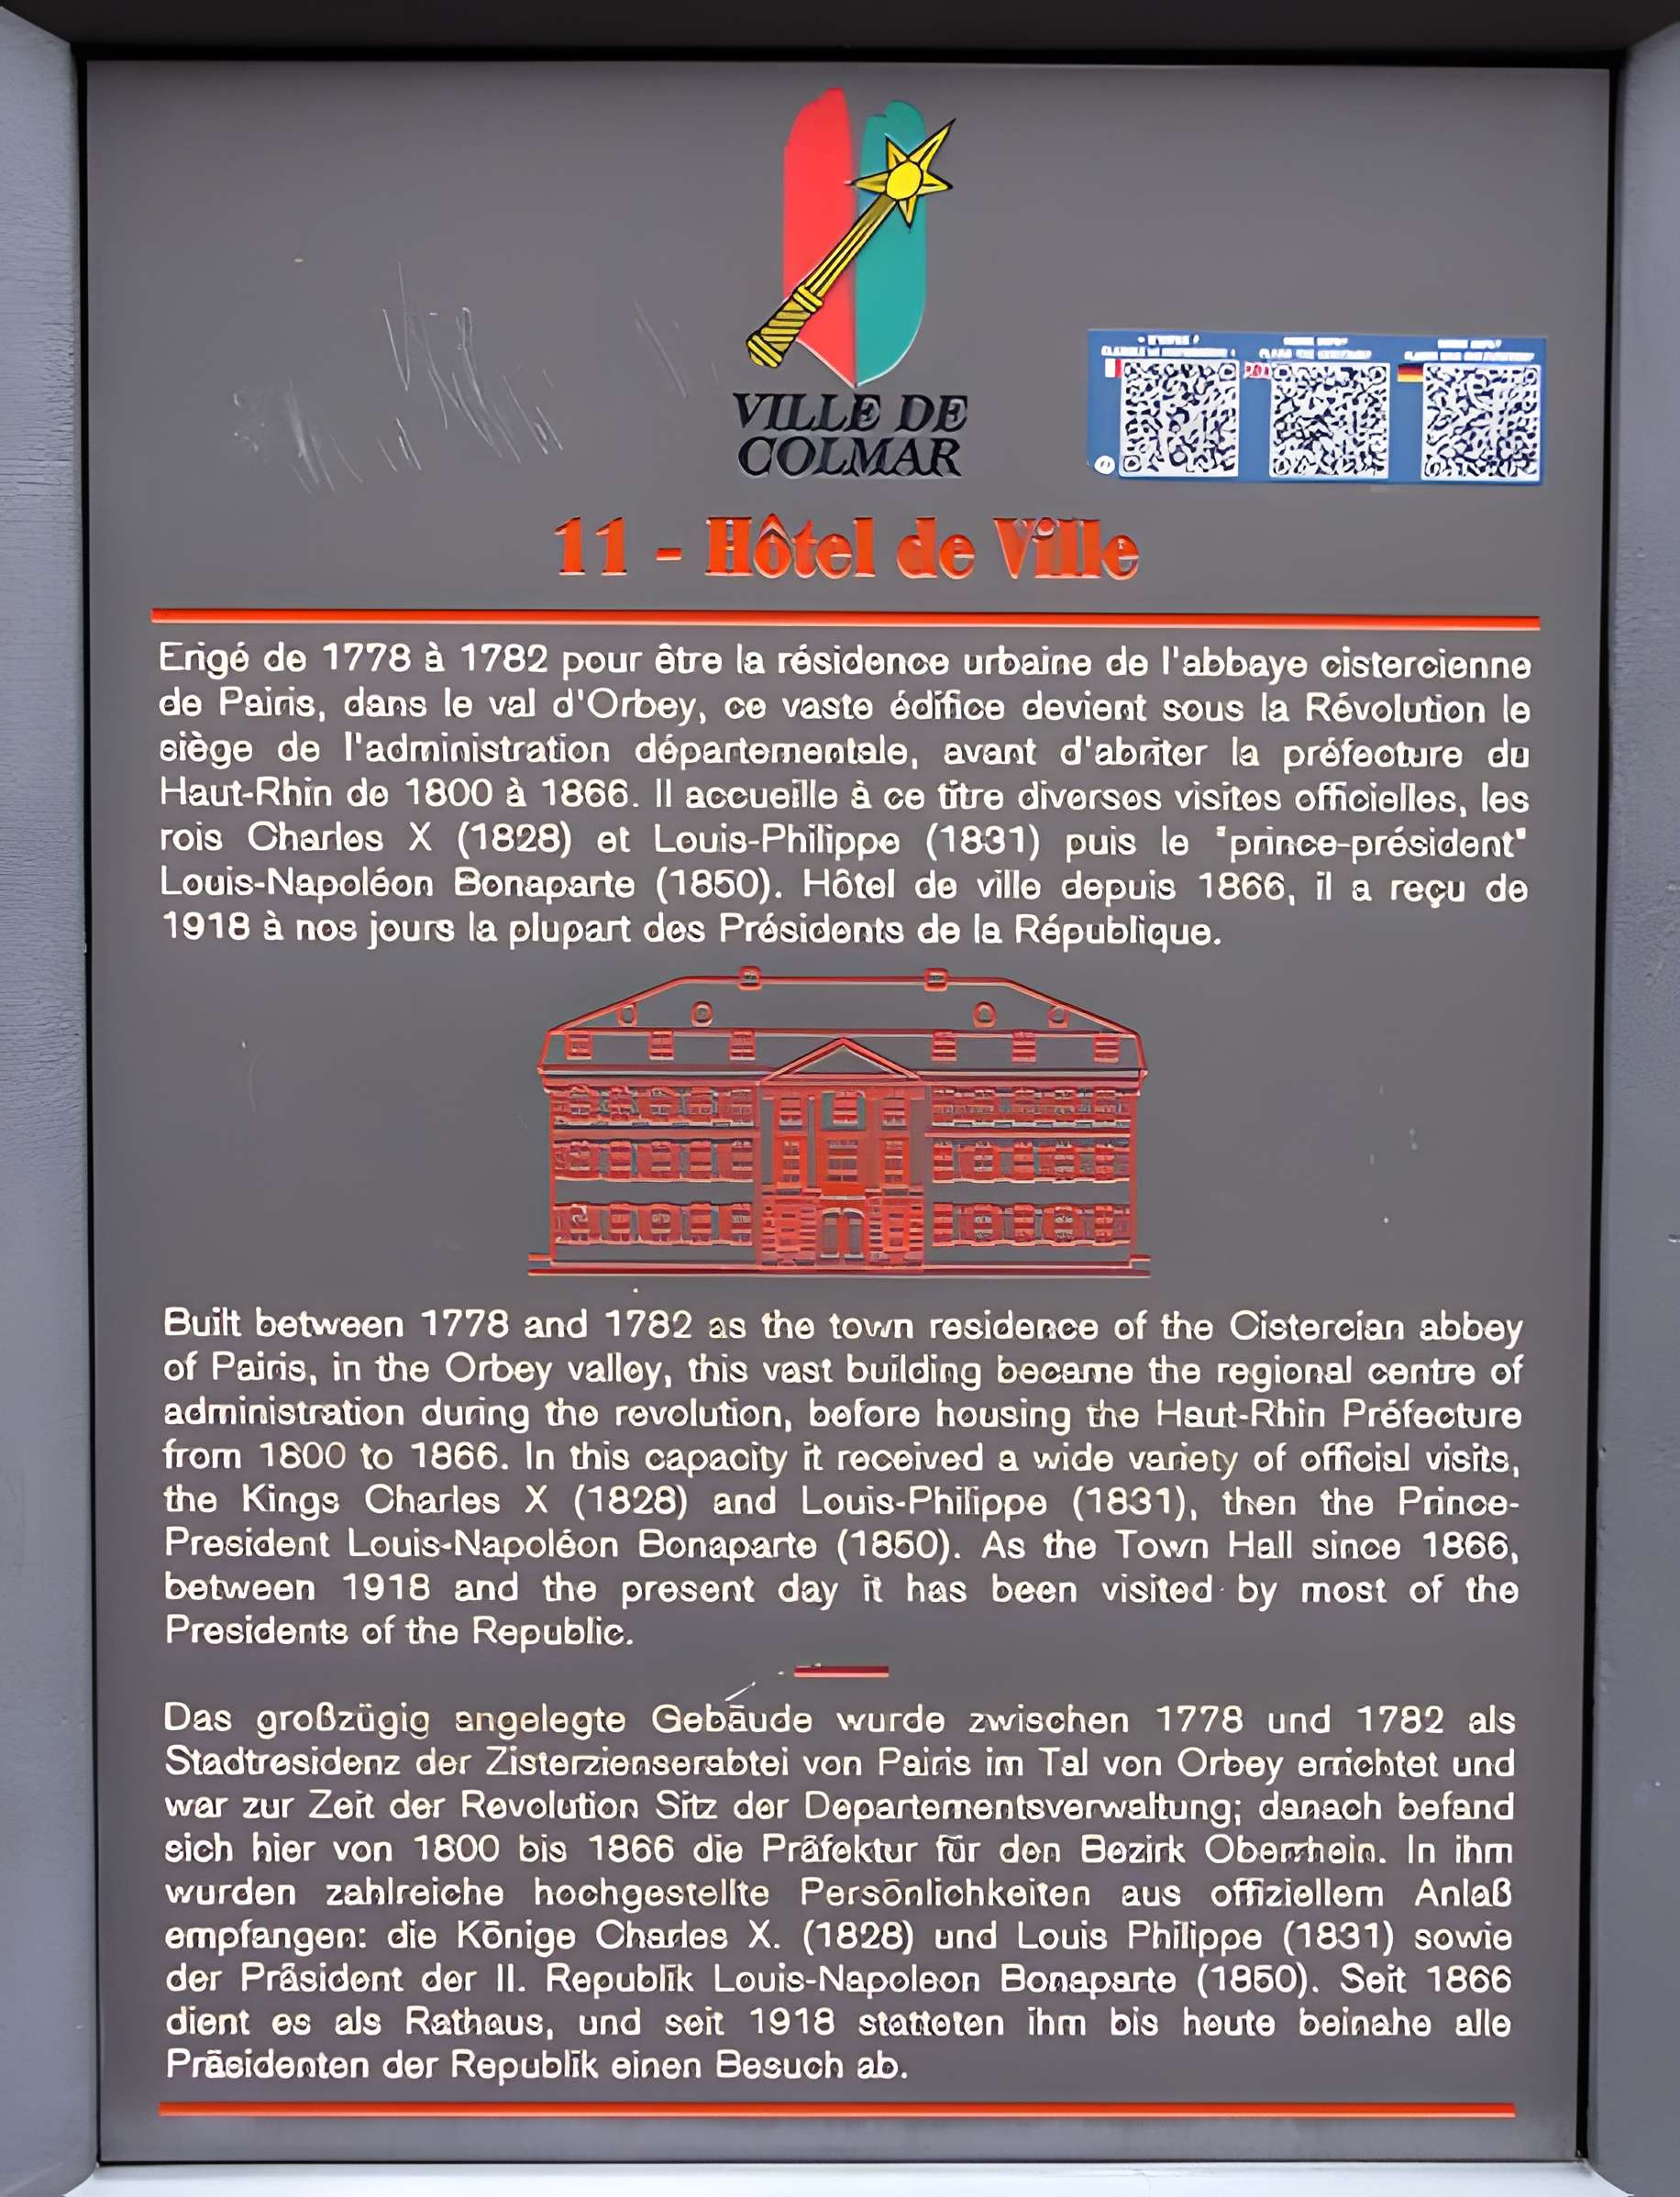 VILLE DE
COLMAR
11 - Hôtel de Ville
Erigé de 1778 à 1782 pour être la résidence urbaine de l'abbaye cistercienne
de Pairis, dans le val d'Orbey, ce vaste édifice devient sous la Révolution le
siège de l'administration départementale, avant d'abriter la préfecture du
Haut-Rhin de 1800 à 1866. Il accueille à ce titre diverses visites officielles, les
rois Charles X (1828) et Louis-Philippe (1831) puis le "prince-président"
Louis-Napoléon Bonaparte (1850). Hôtel de ville depuis 1866, il a reçu de
1918 à nos jours la plupart des Présidents de la République.
Built between 1778 and 1782 as the town residence of the Cistercian abbey
of Pairis, in the Orbey valley, this vast building became the regional centre of
administration during the revolution, before housing the Haut-Rhin Préfecture
from 1800 to 1866. In this capacity it received a wide variety of official visits,
the Kings Charles X (1828) and Louis-Philippe (1831), then the Prince-
President Louis-Napoléon Bonaparte (1850). As the Town Hall since 1866,
between 1918 and the present day it has been visited by most of the
Presidents of the Republic.
Das großzügig angelegte Gebäude wurde zwischen 1778 und 1782 als
Stadtresidenz der Zisterzienserabtei von Pairis im Tal von Orbey errichtet und
war zur Zeit der Revolution Sitz der Departementsverwaltung; danach befand
sich hier von 1800 bis 1866 die Präfektur für den Bezirk Oberrhein. In ihm
wurden zahlreiche hochgestellte Persönlichkeiten aus offiziellem Anlaß
empfangen: die Könige Charles X. (1828) und Louis Philippe (1831) sowie
der Präsident der II. Republik Louis-Napoleon Bonaparte (1850). Seit 1866
dient es als Rathaus, und seit 1918 statteten ihm bis heute beinahe alle
Präsidenten der Republik einen Besuch ab.